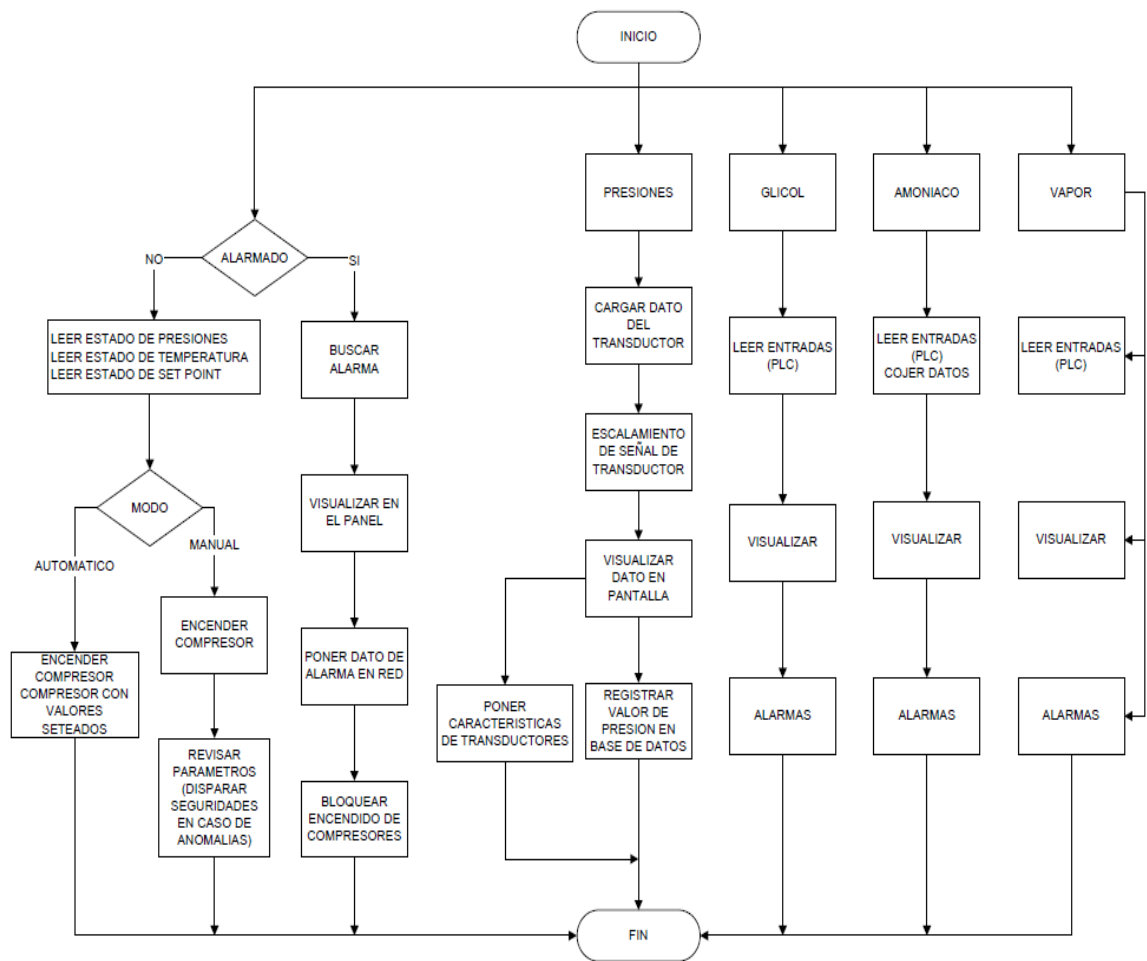 INICIO
PRESIONES
GLICOL
AMONIACO
VAPOR
ALARMADO
NO
SI
LEER ESTADO DE PRESIONES
LEER ESTADO DE TEMPERATURA
LEER ESTADO DE SET POINT
BUSCAR
ALARMA
CARGAR DATO
DEL
TRANSDUCTOR
LEER ENTRADAS
(PLC)
LEER ENTRADAS
(PLC)
COJER DATOS
LEER ENTRADAS
(PLC)
ESCALAMIENTO
DE SEÑAL DE
TRANSDUCTOR
MODO
AUTOMATICO
MANUAL
VISUALIZAR EN
EL PANEL
VISUALIZAR
DATO EN
PANTALLA
VISUALIZAR
VISUALIZAR
VISUALIZAR
ENCENDER
COMPRESOR
ENCENDER
COMPRESOR
COMPRESOR CON
VALORES
SETEADOS
PONER DATO DE
ALARMA EN RED
PONER
CARACTERISTICAS
DE TRANSDUCTORES
REGISTRAR
VALOR DE
PRESION EN
BASE DE DATOS
ALARMAS
ALARMAS
ALARMAS
REVISAR
PARAMETROS
(DISPARAR
SEGURIDADES
EN CASO DE
ANOMALIAS)
BLOQUEAR
ENCENDIDO DE
COMPRESORES
FIN